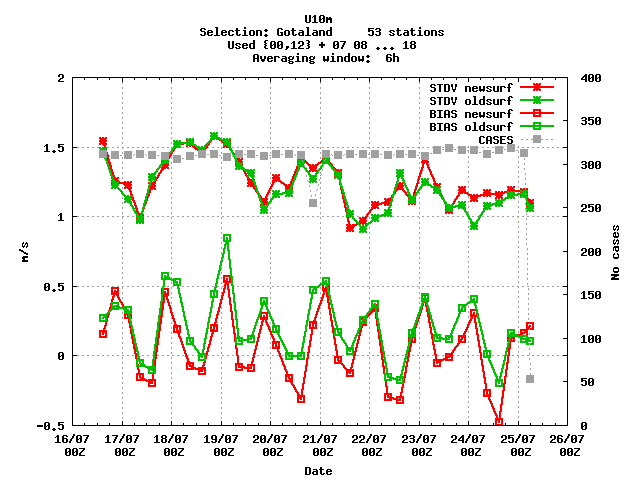 U10m
Selection: Gotaland 53 stations
Used {00,12} + 07 08 ... 18
Averaging window: 6h
STDV newsurf
STDV oldsurf
BIAS newsurf
BIAS oldsurf
CASES
2
1.5
1
0.5
0
-0.5
m/s
400
350
300
250
200
150
100
50
0
No cases
16/07 17/07 18/07 19/07 20/07 21/07 22/07 23/07 24/07 25/07 26/07
00Z 00Z 00Z 00Z 00Z 00Z 00Z 00Z 00Z 00Z 00Z
Date